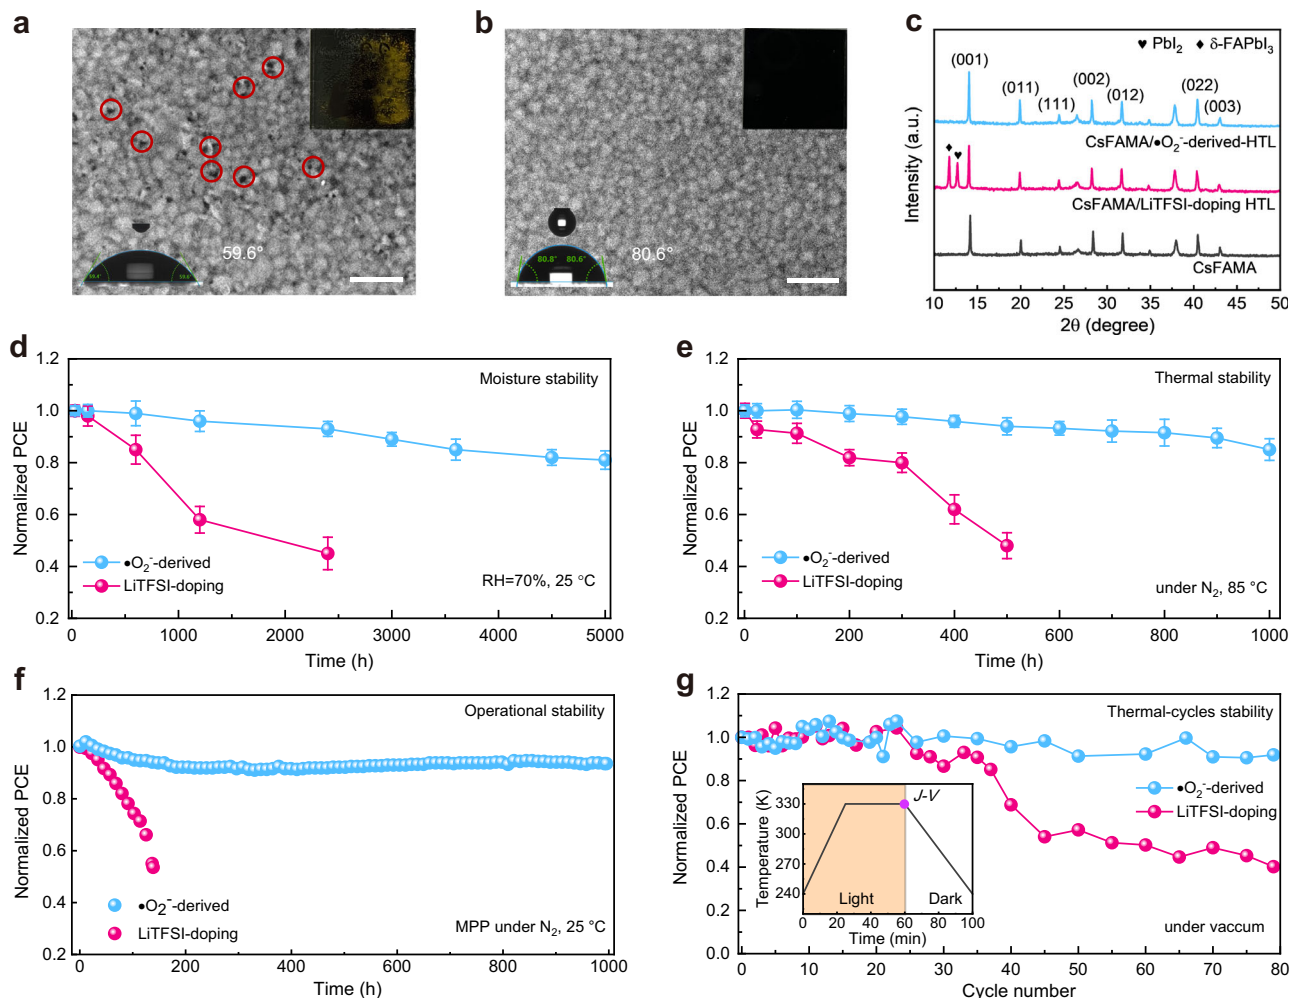 a
59.4°
59.6°
59.6°
b
80.8°
80.6°
80.6°
c
♥ PbI₂ ♦ δ-FAPbI₃
(001)
(011)
(111)
(002)
(012)
(022)
(003)
CsFAMA/•O₂⁻-derived-HTL
CsFAMA/LiTFSI-doping HTL
CsFAMA
Intensity (a.u.)
10 15 20 25 30 35 40 45 50
2θ (degree)
d
Moisture stability
1.2
1.0
0.8
0.6
0.4
0.2
Normalized PCE
•O₂⁻-derived
LiTFSI-doping
RH=70%, 25 °C
0 1000 2000 3000 4000 5000
Time (h)
e
Thermal stability
1.2
1.0
0.8
0.6
0.4
0.2
Normalized PCE
•O₂⁻-derived
LiTFSI-doping
under N₂, 85 °C
0 200 400 600 800 1000
Time (h)
f
Operational stability
1.2
1.0
0.8
0.6
0.4
0.2
Normalized PCE
•O₂⁻-derived
LiTFSI-doping
MPP under N₂, 25 °C
0 200 400 600 800 1000
Time (h)
g
Thermal-cycles stability
1.2
1.0
0.8
0.6
0.4
0.2
0.0
Normalized PCE
•O₂⁻-derived
LiTFSI-doping
Temperature (K)
330
300
270
240
J-V
Light
Dark
0 20 40 60 80 100
Time (min)
under vaccum
0 10 20 30 40 50 60 70 80
Cycle number